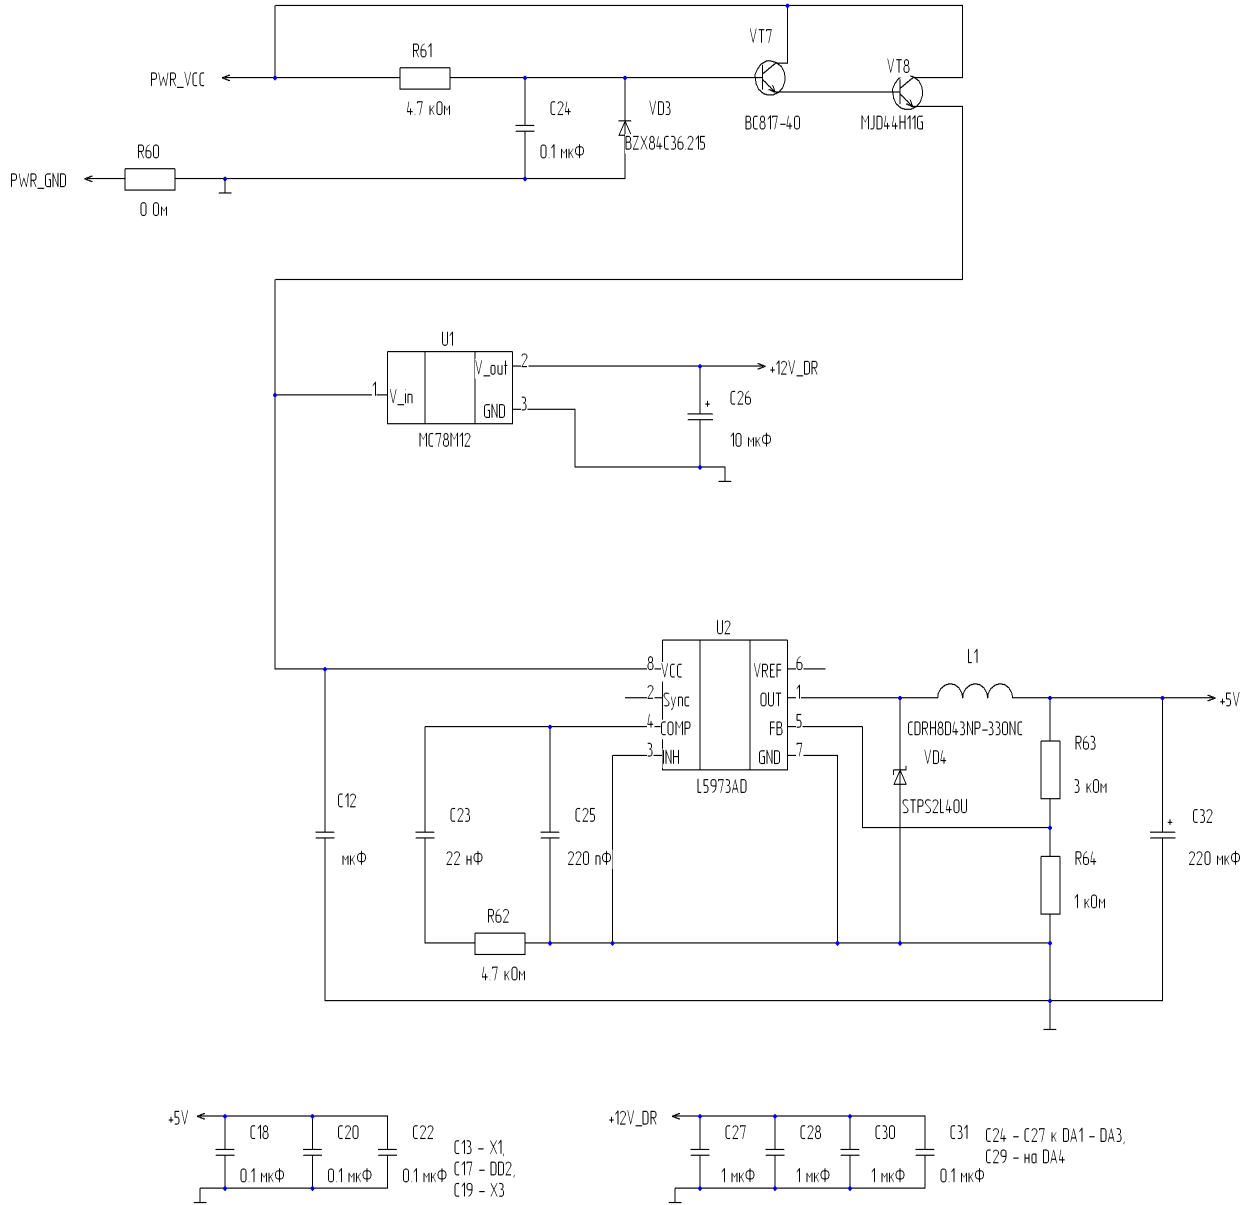 VT7
R61
VT8
PWR_VCC
4.7 кОм
C24
VD3
BC817-40
MJD44H11G
0.1 мкФ
BZX84C36.215
R60
PWR_GND
0 Ом
U1
V_out
2
+12V_DR
1
V_in
C26
+
GND
3
MC78M12
10 мкФ
U2
8
VCC
VREF
6
L1
2
Sync
OUT
1
+5V
4
COMP
FB
5
CDRH8D43NP-330NC
R63
3
INH
GND
7
VD4
L5973AD
3 кОм
C12
STPS2L40U
C23
C25
+
C32
мкФ
22 нФ
220 пФ
R64
220 мкФ
1 кОм
R62
4.7 кОм
+5V
C18
C20
C22
0.1 мкФ
0.1 мкФ
0.1 мкФ
C13 - X1,
C17 - DD2,
C19 - X3
+12V_DR
C27
C28
C30
C31
1 мкФ
1 мкФ
1 мкФ
0.1 мкФ
C24 - C27 к DA1 - DA3,
C29 - на DA4